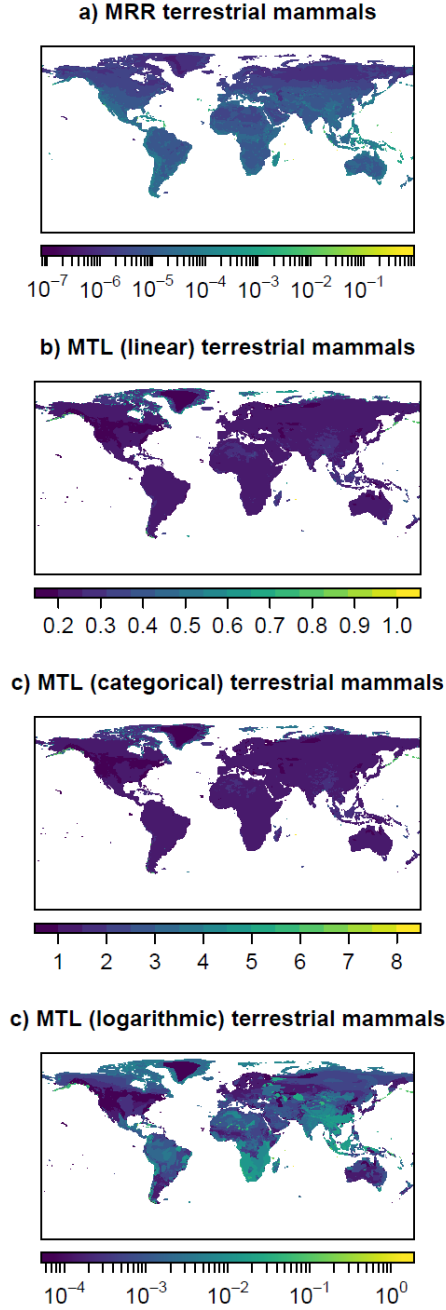 a) MRR terrestrial mammals
10⁻⁷ 10⁻⁶ 10⁻⁵ 10⁻⁴ 10⁻³ 10⁻² 10⁻¹
b) MTL (linear) terrestrial mammals
0.2 0.3 0.4 0.5 0.6 0.7 0.8 0.9 1.0
c) MTL (categorical) terrestrial mammals
1 2 3 4 5 6 7 8
c) MTL (logarithmic) terrestrial mammals
10⁻⁴ 10⁻³ 10⁻² 10⁻¹ 10⁰